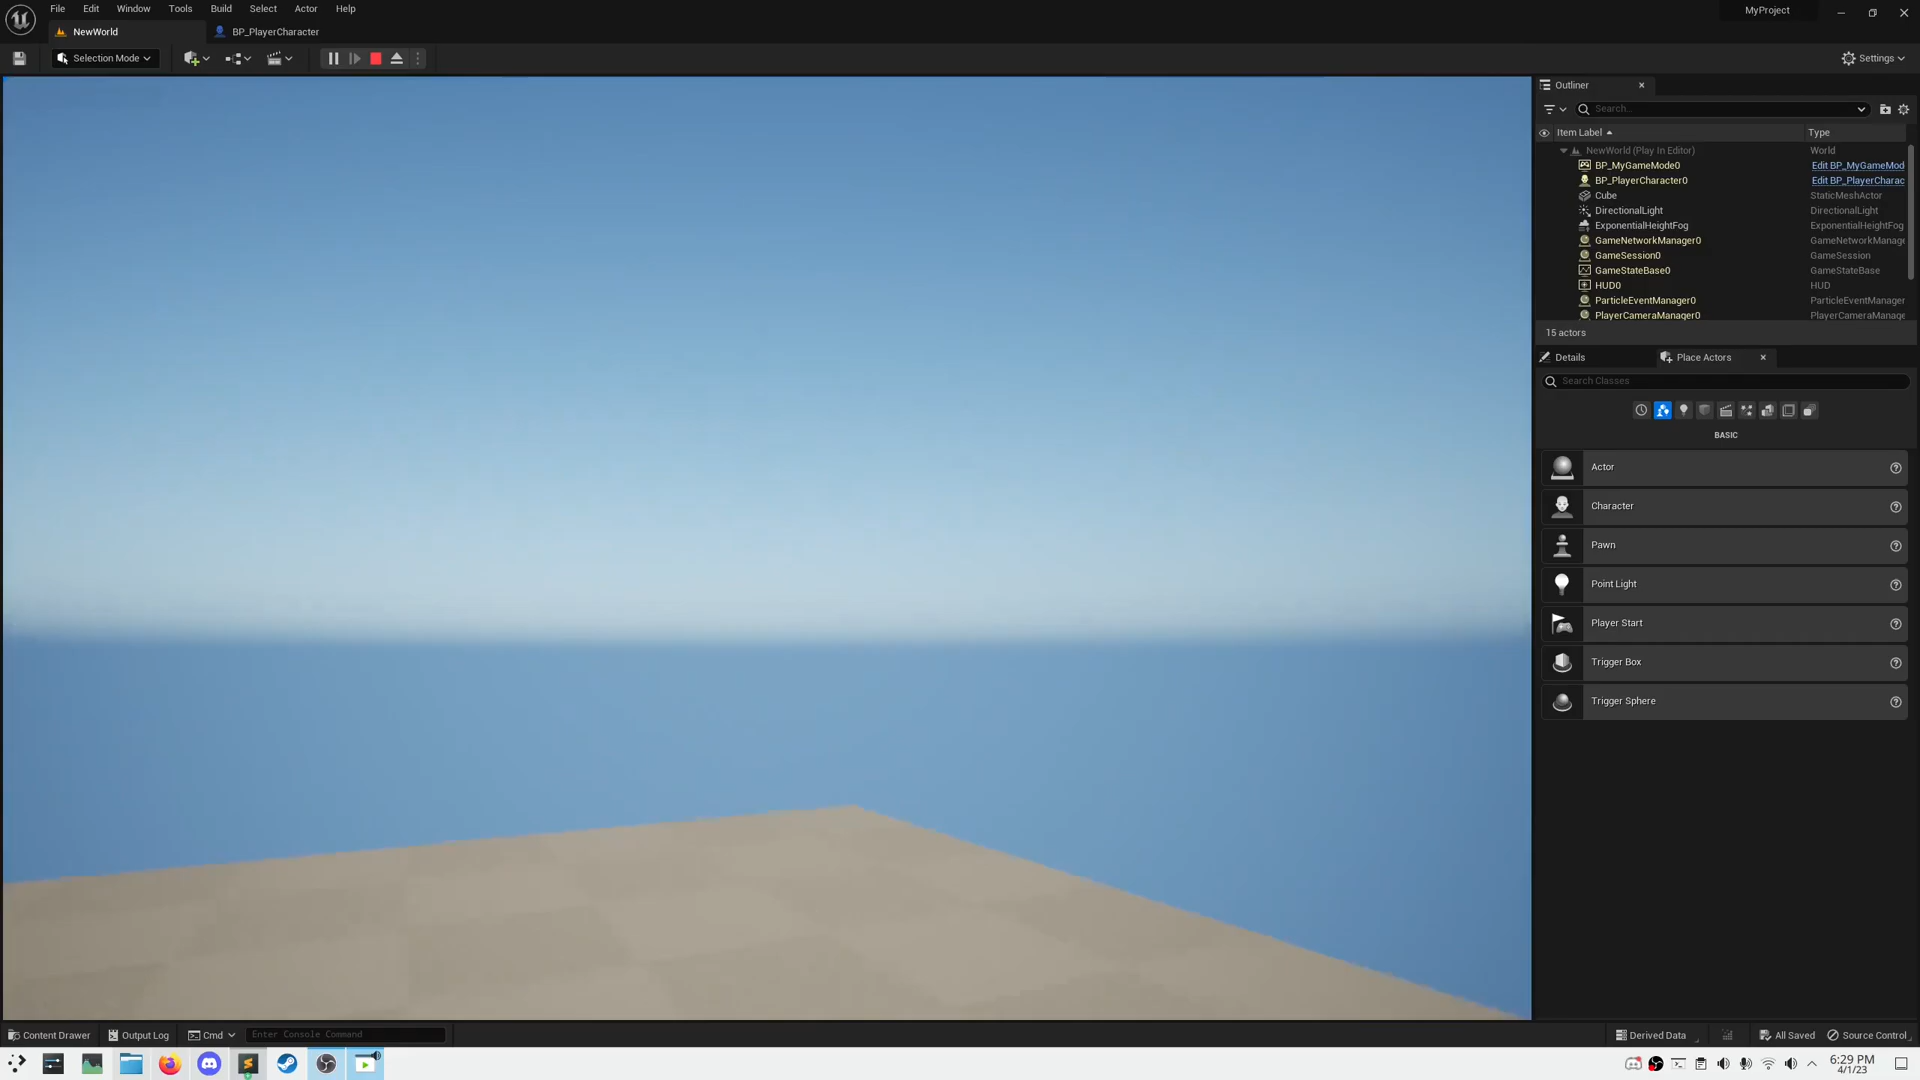 File Edit Window Tools Build Select Actor Help
MyProject
NewWorld
BP_PlayerCharacter
Selection Mode
Settings
Outliner
Search...
Item Label Type
NewWorld (Play In Editor) World
BP_MyGameMode0 Edit BP_MyGameMod
BP_PlayerCharacter0 Edit BP_PlayerCharac
Cube StaticMeshActor
DirectionalLight DirectionalLight
ExponentialHeightFog ExponentialHeightFog
GameNetworkManager0 GameNetworkManage
GameSession0 GameSession
GameStateBase0 GameStateBase
HUD0 HUD
ParticleEventManager0 ParticleEventManager
PlayerCameraManager0 PlayerCameraManage
15 actors
Details
Place Actors
Search Classes
BASIC
Actor
Character
Pawn
Point Light
Player Start
Trigger Box
Trigger Sphere
Content Drawer Output Log Cmd Enter Console Command
Derived Data All Saved Source Control
6:29 PM
4/1/23